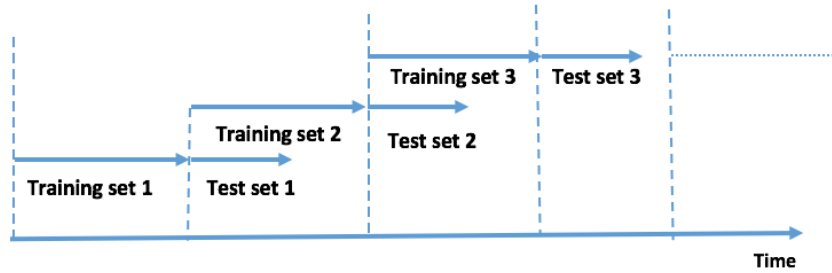 Training set 3
Test set 3
Training set 2
Test set 2
Training set 1
Test set 1
Time